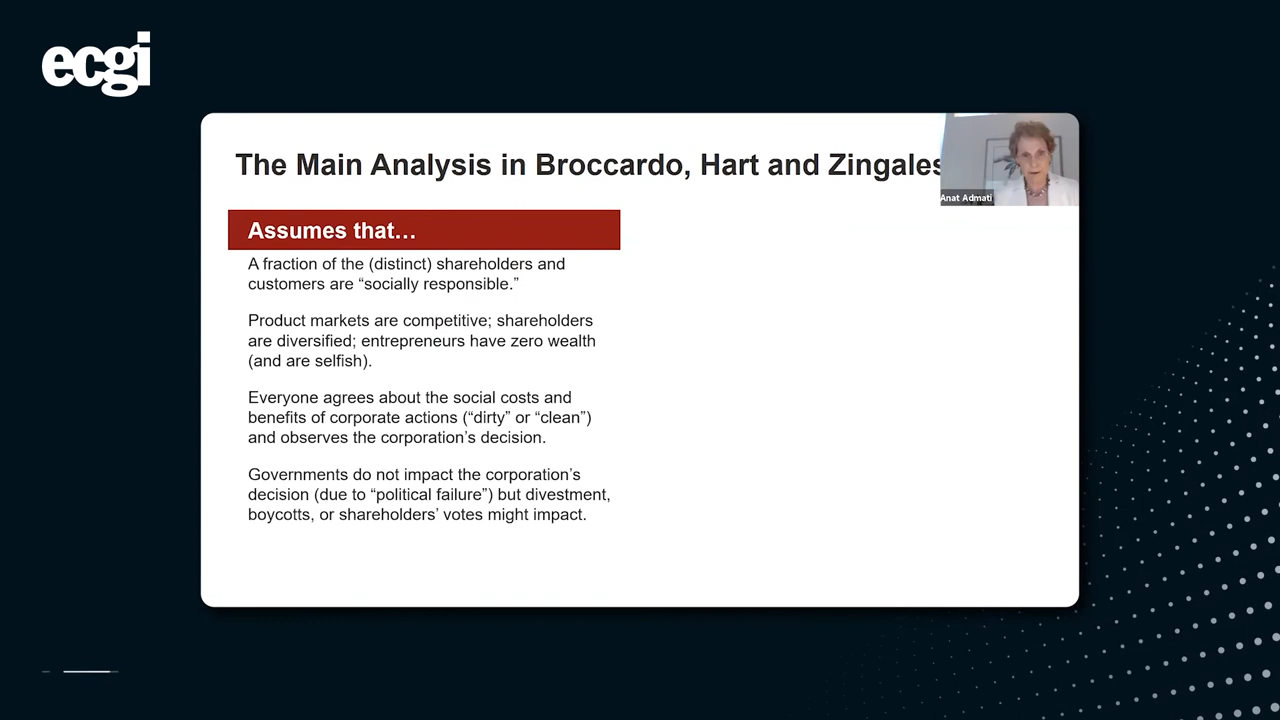 ecgi
The Main Analysis in Broccardo, Hart and Zingales
Anat Admati
Assumes that…
A fraction of the (distinct) shareholders and
customers are “socially responsible.”
Product markets are competitive; shareholders
are diversified; entrepreneurs have zero wealth
(and are selfish).
Everyone agrees about the social costs and
benefits of corporate actions (“dirty” or “clean”)
and observes the corporation’s decision.
Governments do not impact the corporation’s
decision (due to “political failure”) but divestment,
boycotts, or shareholders’ votes might impact.